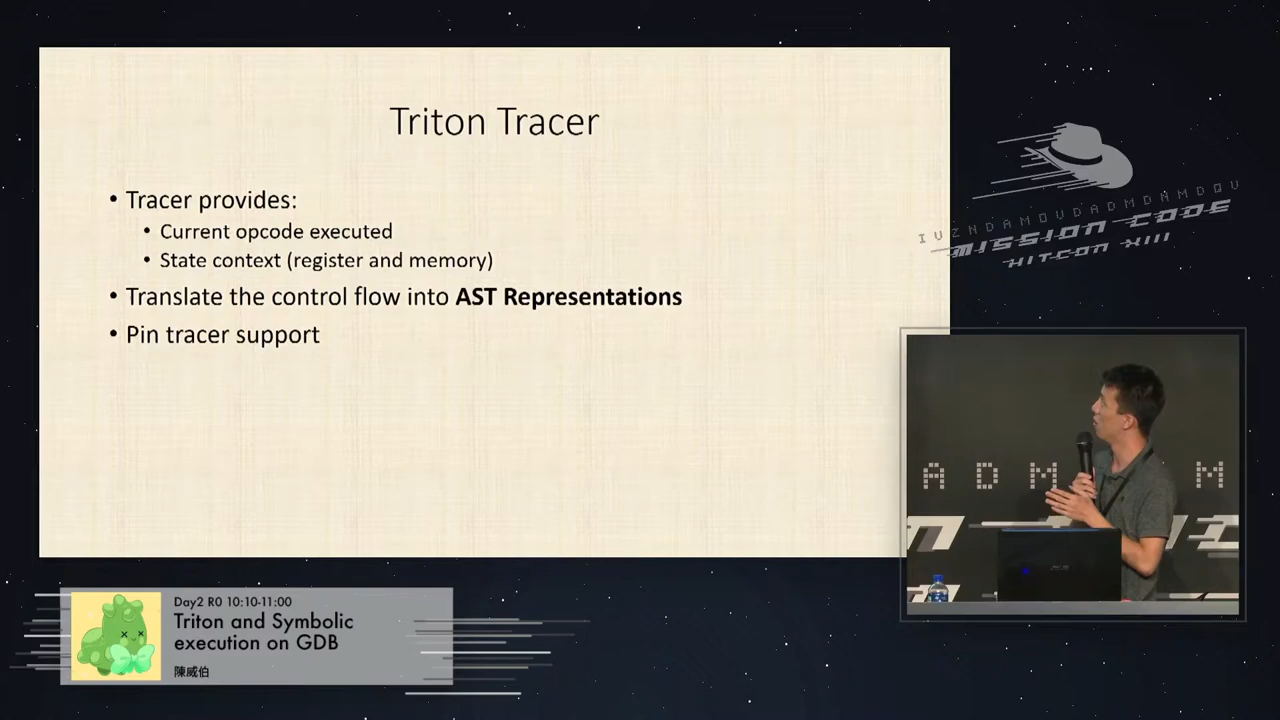 Triton Tracer
• Tracer provides:
• Current opcode executed
• State context (register and memory)
• Translate the control flow into AST Representations
• Pin tracer support
IVZNDAMOVDADMDAMDQV
MISSION CODE
HITCON XIII
A D M M
Day2 R0 10:10-11:00
Triton and Symbolic
execution on GDB
陳威伯